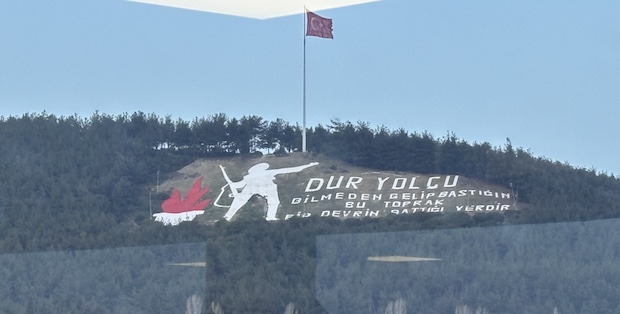 DUR YOLCU
BİLMEDEN GELİP BASTIĞIN
BU TOPRAK
BİR DEVRİN BATTIĞI YERDİR